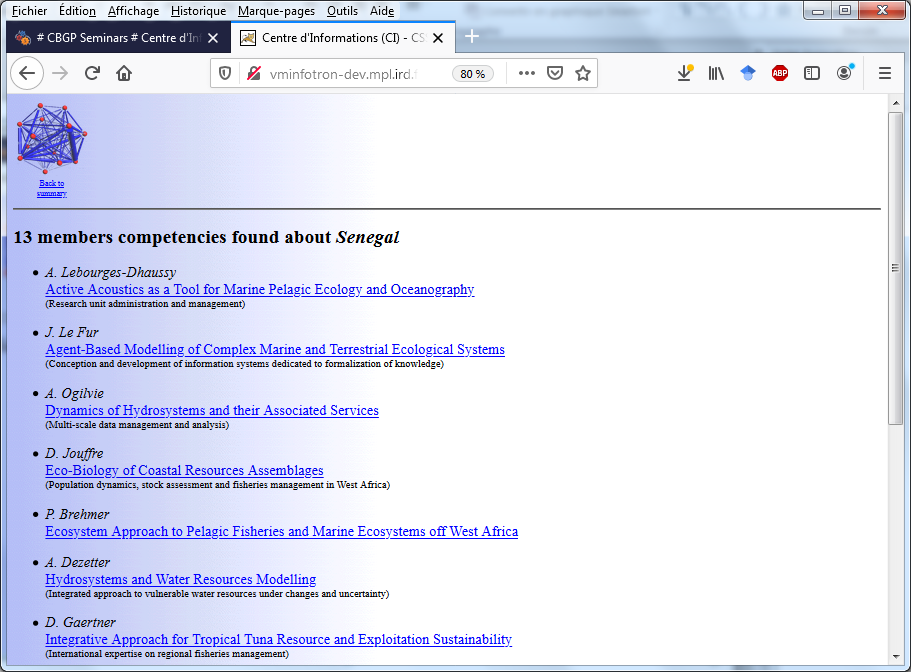 Fichier Édition Affichage Historique Marque-pages Outils Aide
# CBGP Seminars # Centre d'Inf
Centre d'Informations (CI) - CS
vminfotron-dev.mpl.ird.f
80 %
ABP
Back to
summary
13 members competencies found about Senegal
A. Lebourges-Dhaussy
Active Acoustics as a Tool for Marine Pelagic Ecology and Oceanography
(Research unit administration and management)
J. Le Fur
Agent-Based Modelling of Complex Marine and Terrestrial Ecological Systems
(Conception and development of information systems dedicated to formalization of knowledge)
A. Ogilvie
Dynamics of Hydrosystems and their Associated Services
(Multi-scale data management and analysis)
D. Jouffre
Eco-Biology of Coastal Resources Assemblages
(Population dynamics, stock assessment and fisheries management in West Africa)
P. Brehmer
Ecosystem Approach to Pelagic Fisheries and Marine Ecosystems off West Africa
A. Dezetter
Hydrosystems and Water Resources Modelling
(Integrated approach to vulnerable water resources under changes and uncertainty)
D. Gaertner
Integrative Approach for Tropical Tuna Resource and Exploitation Sustainability
(International expertise on regional fisheries management)